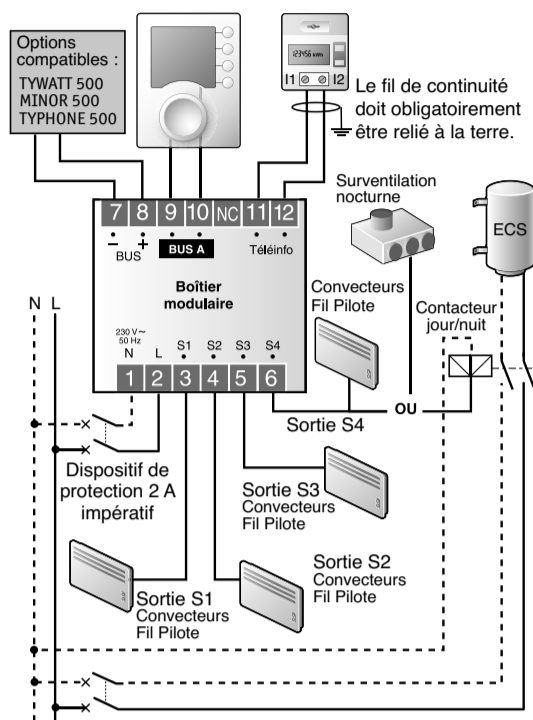 Options
compatibles :
TYWATT 500
MINOR 500
TYPHONE 500
123456 kWh
I1 I2
Le fil de continuité
doit obligatoirement
être relié à la terre.
7 8 9 10 NC 11 12
− + BUS A Téléinfo
BUS
Boîtier
modulaire
230 V~
50 Hz
N L S1 S2 S3 S4
1 2 3 4 5 6
Surventilation
nocturne
ECS
Convecteurs
Fil Pilote
Contacteur
jour/nuit
N L
OU
Sortie S4
Dispositif de
protection 2 A
impératif
Sortie S3
Convecteurs
Fil Pilote
Sortie S2
Convecteurs
Fil Pilote
Sortie S1
Convecteurs
Fil Pilote